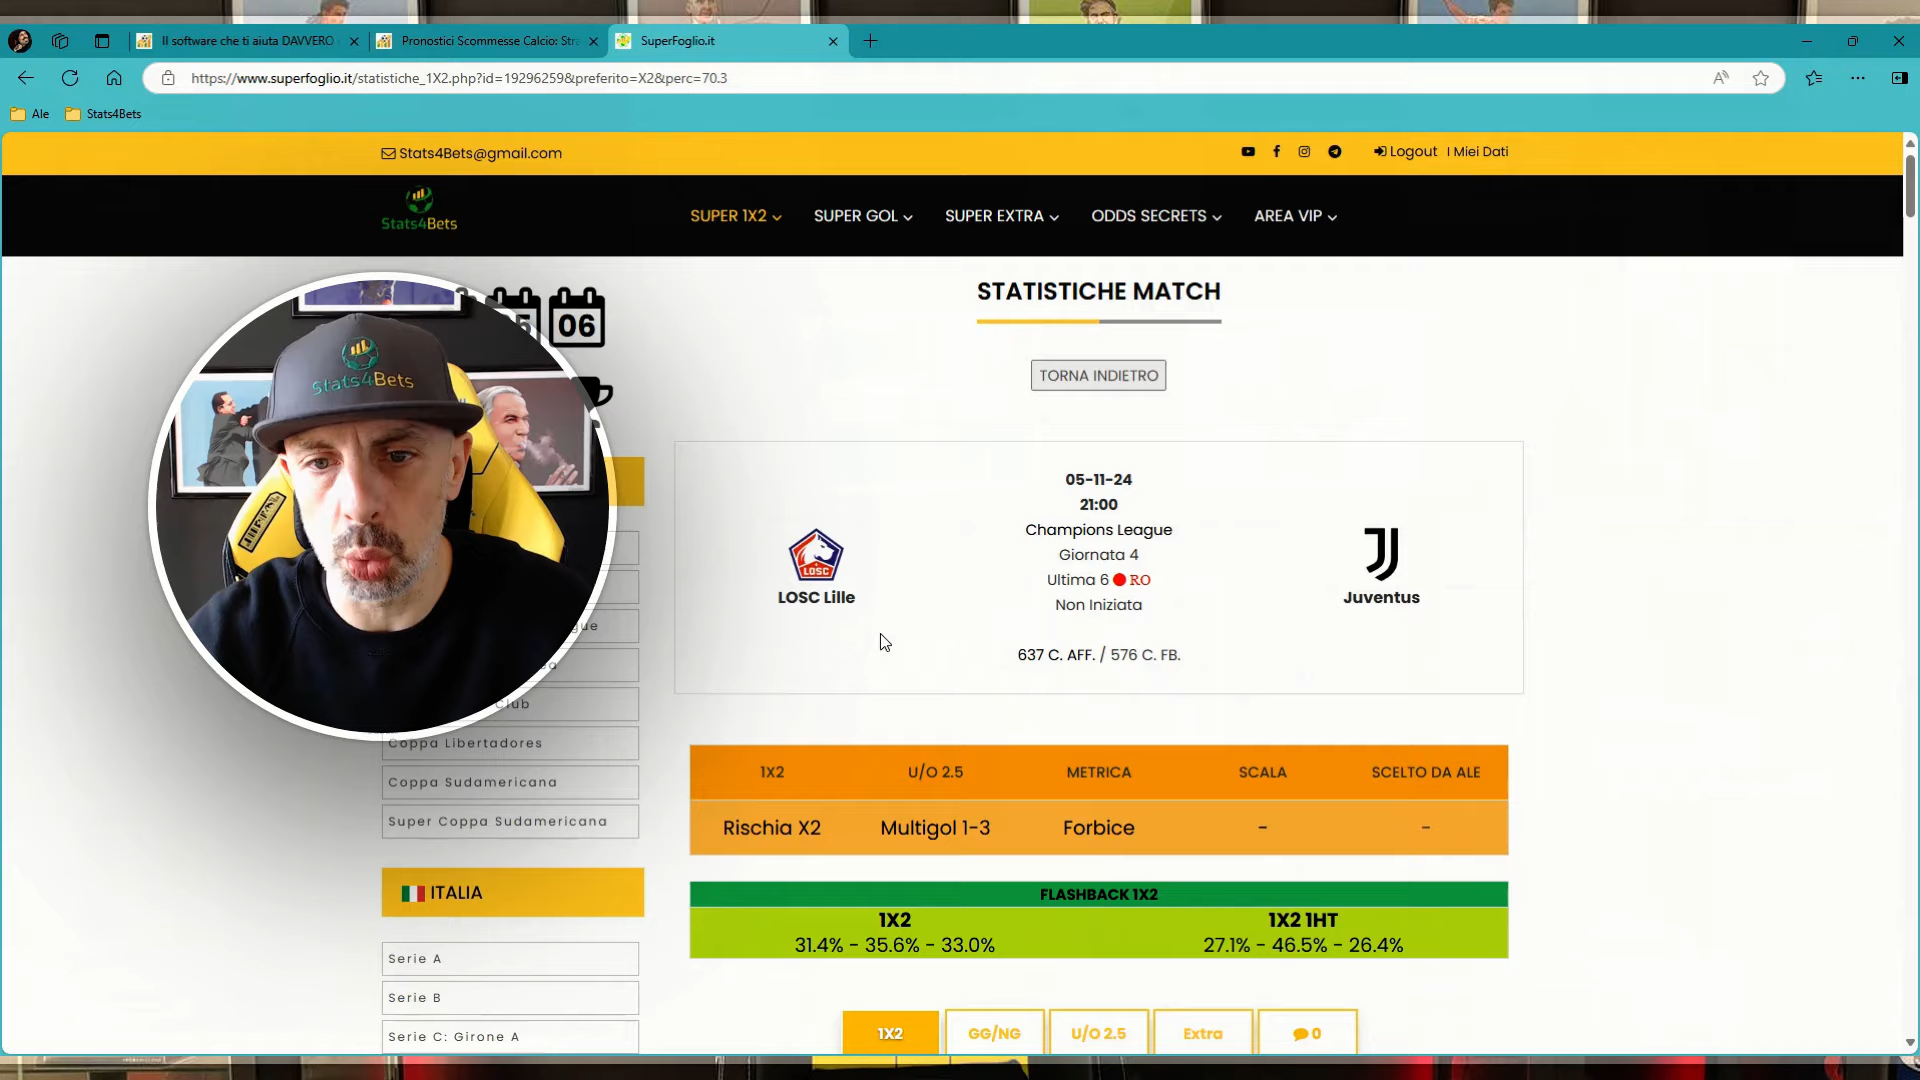 Il software che ti aiuta DAVVERO
Pronostici Scommesse Calcio: Stra
SuperFoglio.it
https://www.superfoglio.it/statistiche_1X2.php?id=19296259&preferito=X2&perc=70.3
Ale
Stats4Bets
Stats4Bets@gmail.com
Logout
I Miei Dati
Stats4Bets
SUPER 1X2
SUPER GOL
SUPER EXTRA
ODDS SECRETS
AREA VIP
06
Stats4Bets
STATISTICHE MATCH
TORNA INDIETRO
05-11-24
21:00
Champions League
Giornata 4
Ultima 6 RO
Non Iniziata
637 C. AFF. / 576 C. FB.
LOSC
LOSC Lille
Juventus
Club
Coppa Libertadores
Coppa Sudamericana
Super Coppa Sudamericana
ITALIA
Serie A
Serie B
Serie C: Girone A
1X2
U/O 2.5
METRICA
SCALA
SCELTO DA ALE
Rischia X2
Multigol 1-3
Forbice
-
-
FLASHBACK 1X2
1X2
1X2 1HT
31.4% - 35.6% - 33.0%
27.1% - 46.5% - 26.4%
1X2
GG/NG
U/O 2.5
Extra
0